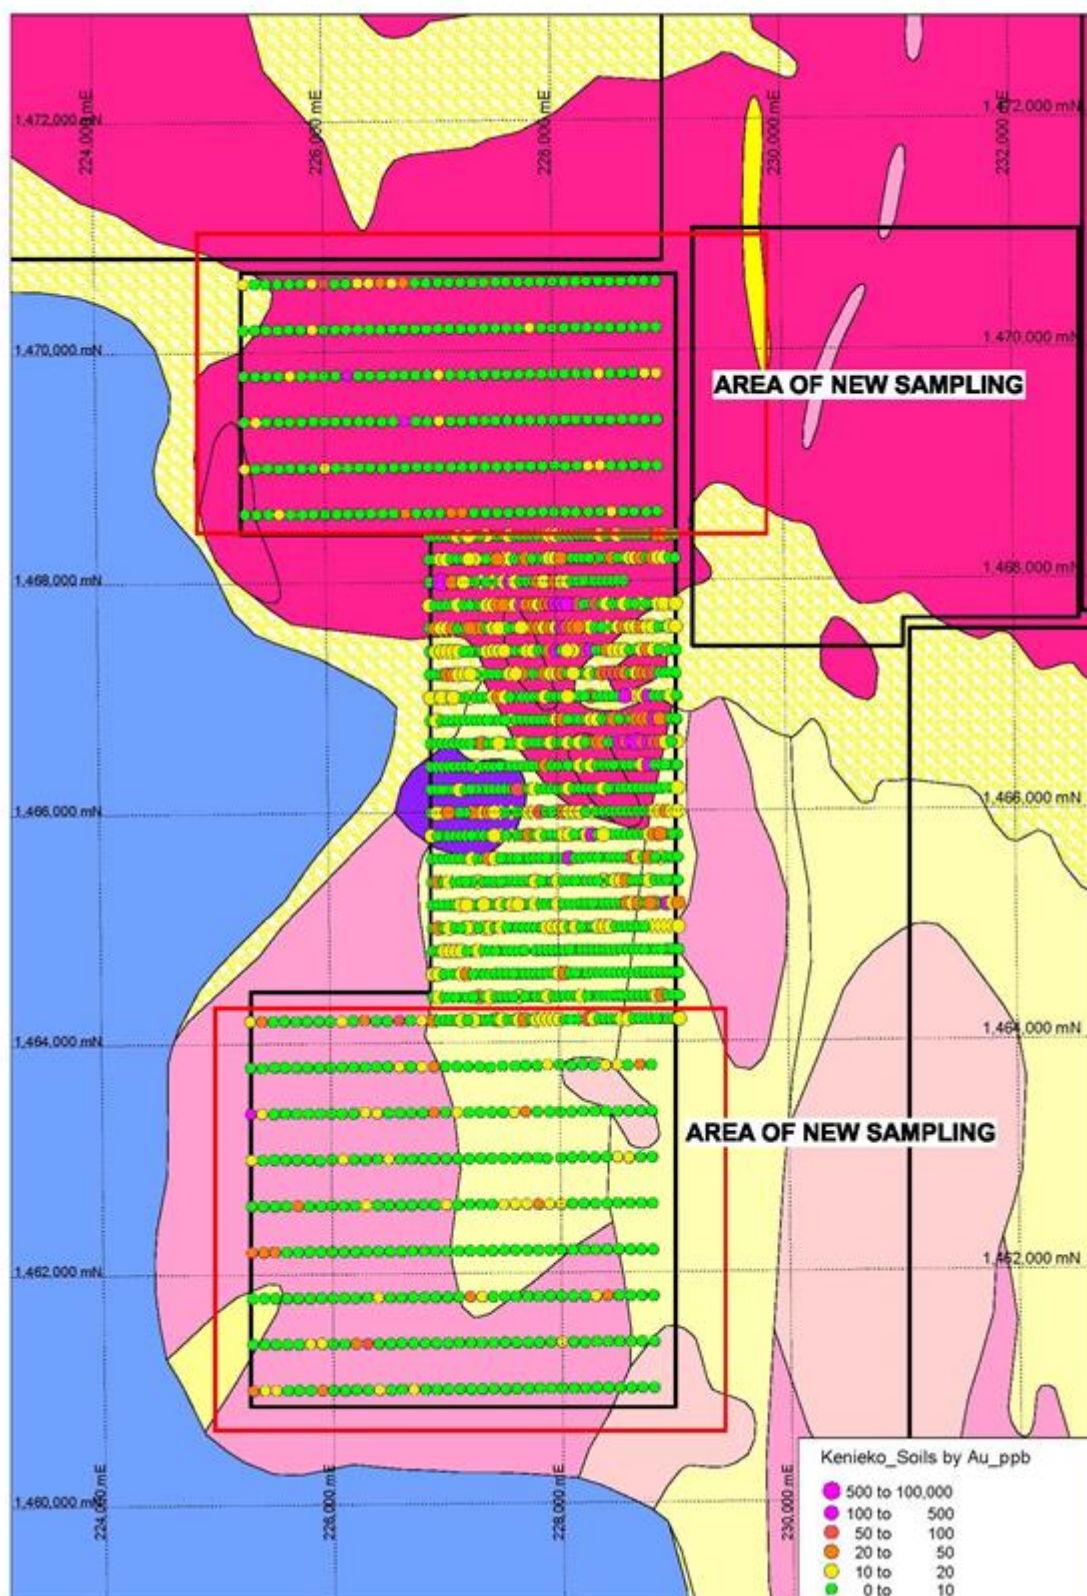 224,000 mE
226,000 mE
228,000 mE
230,000 mE
232,000 mE
1,472,000 mN
1,472,000 mN
1,470,000 mN
1,470,000 mN
AREA OF NEW SAMPLING
1,468,000 mN
1,468,000 mN
1,466,000 mN
1,466,000 mN
1,464,000 mN
1,464,000 mN
AREA OF NEW SAMPLING
1,462,000 mN
1,462,000 mN
1,460,000 mN
224,000 mE
226,000 mE
228,000 mE
230,000 mE
Kenieko_Soils by Au_ppb
500 to 100,000
100 to 500
50 to 100
20 to 50
10 to 20
0 to 10